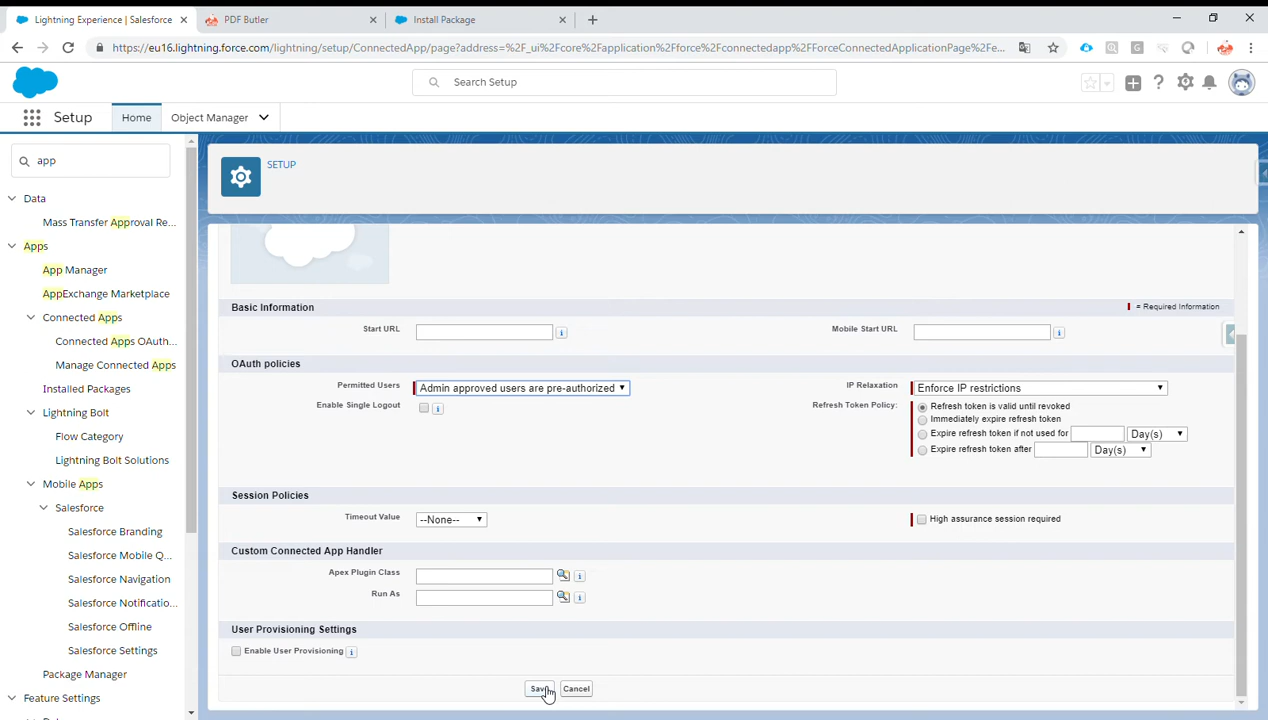 Lightning Experience | Salesforce
PDF Butler
Install Package
https://eu16.lightning.force.com/lightning/setup/ConnectedApp/page?address=%2F_ui%2Fcore%2Fapplication%2Fforce%2Fconnectedapp%2FForceConnectedApplicationPage%2Fe...
Search Setup
Setup
Home
Object Manager
app
SETUP
Data
Mass Transfer Approval Re...
Apps
App Manager
AppExchange Marketplace
Connected Apps
Connected Apps OAuth...
Manage Connected Apps
Installed Packages
Lightning Bolt
Flow Category
Lightning Bolt Solutions
Mobile Apps
Salesforce
Salesforce Branding
Salesforce Mobile Q...
Salesforce Navigation
Salesforce Notificatio...
Salesforce Offline
Salesforce Settings
Package Manager
Feature Settings
Basic Information
= Required Information
Start URL
Mobile Start URL
OAuth policies
Permitted Users
Admin approved users are pre-authorized
IP Relaxation
Enforce IP restrictions
Enable Single Logout
Refresh Token Policy:
Refresh token is valid until revoked
Immediately expire refresh token
Expire refresh token if not used for
Day(s)
Expire refresh token after
Day(s)
Session Policies
Timeout Value
--None--
High assurance session required
Custom Connected App Handler
Apex Plugin Class
Run As
User Provisioning Settings
Enable User Provisioning
Save
Cancel